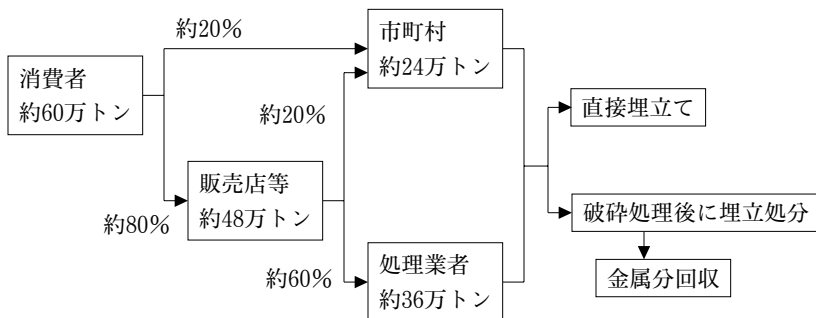 約20%
市町村
約24万トン
消費者
約60万トン
直接埋立て
約20%
販売店等
約48万トン
約80%
破砕処理後に埋立処分
処理業者
約36万トン
約60%
金属分回収